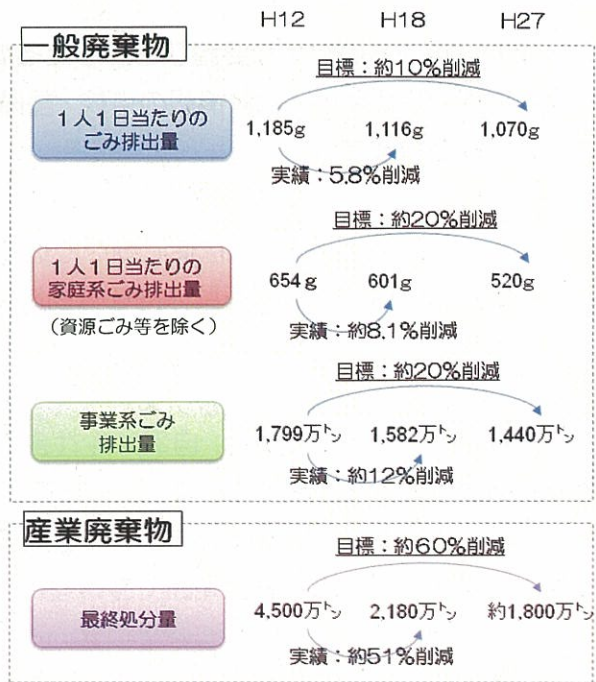 H12 H18 H27
一般廃棄物
目標：約10%削減
1人1日当たりの
ごみ排出量
1,185g 1,116g 1,070g
実績：5.8%削減
目標：約20%削減
1人1日当たりの
家庭系ごみ排出量
（資源ごみ等を除く）
654g 601g 520g
実績：約8.1%削減
目標：約20%削減
事業系ごみ
排出量
1,799万トン 1,582万トン 1,440万トン
実績：約12%削減
産業廃棄物
目標：約60%削減
最終処分量
4,500万トン 2,180万トン 約1,800万トン
実績：約51%削減